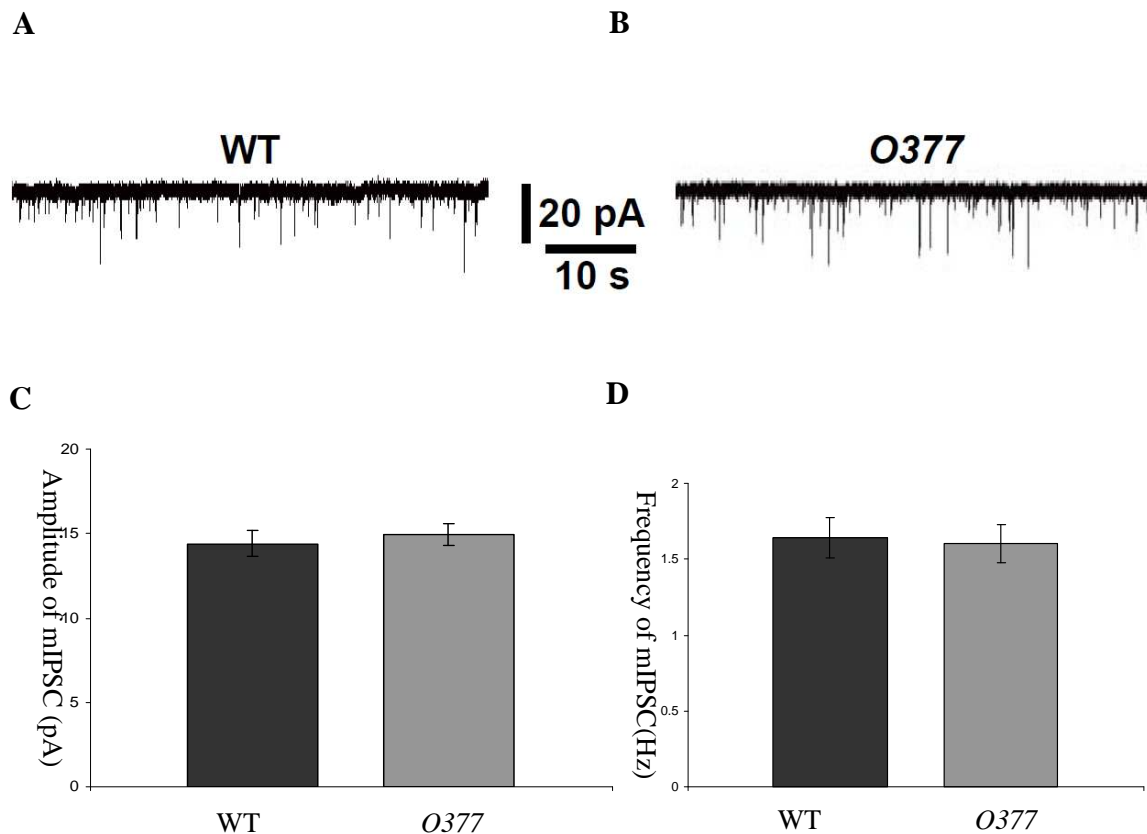 A
B
WT
O377
20 pA
10 s
C
D
Amplitude of mIPSC (pA)
20
15
10
5
0
WT
O377
Frequency of mIPSC(Hz)
2
1.5
1
0.5
0
WT
O377